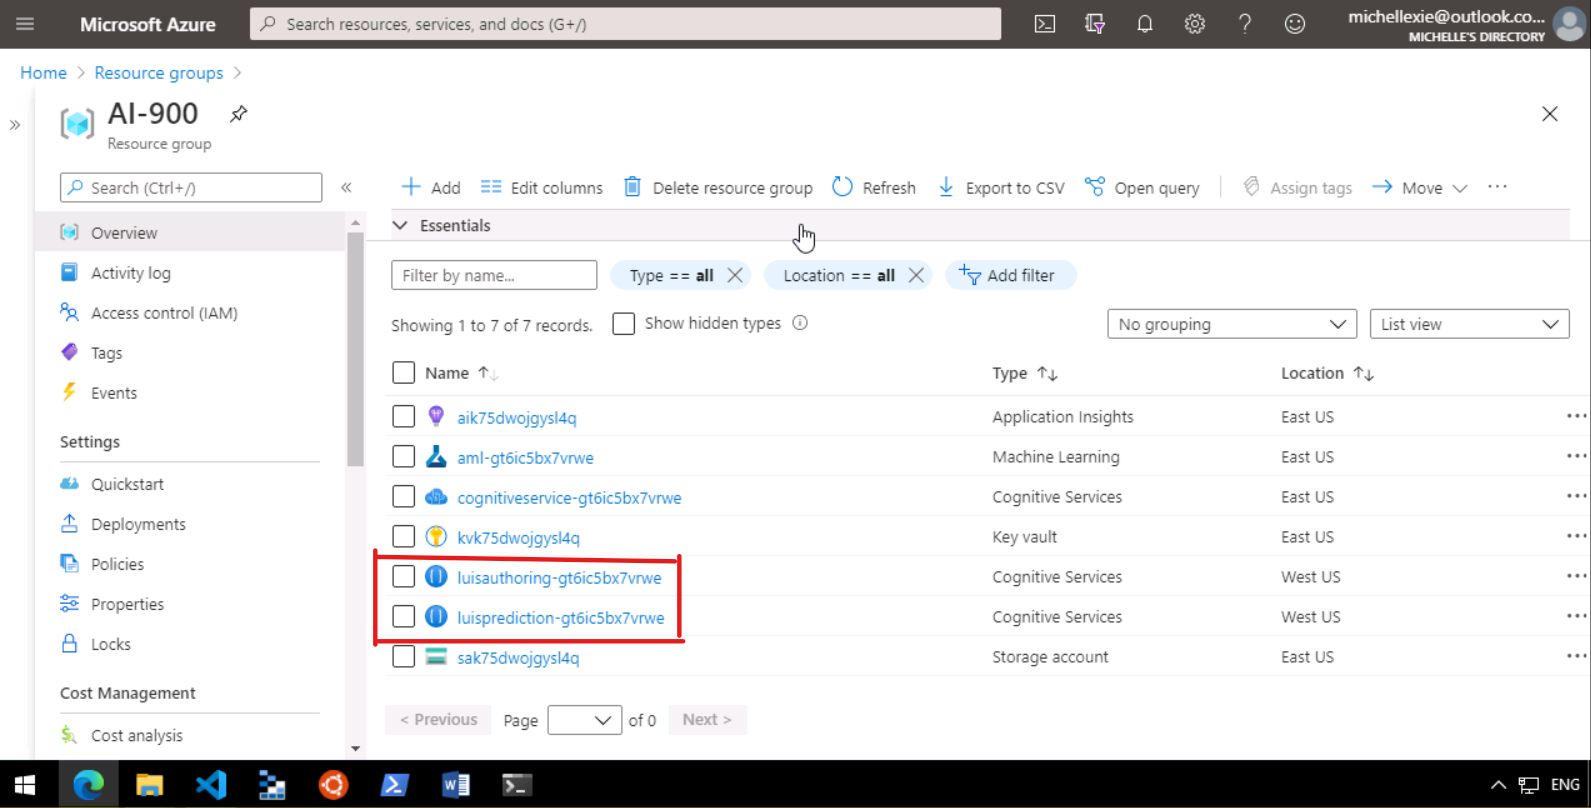 Microsoft Azure
Search resources, services, and docs (G+/)
michellexie@outlook.co...
MICHELLE'S DIRECTORY
Home > Resource groups >
»
AI-900
Resource group
Search (Ctrl+/)
«
Add
Edit columns
Delete resource group
Refresh
Export to CSV
Open query
Assign tags
Move
...
Overview
Activity log
Access control (IAM)
Tags
Events
Settings
Quickstart
Deployments
Policies
Properties
Locks
Cost Management
Cost analysis
Essentials
Filter by name...
Type == all
Location == all
Add filter
Showing 1 to 7 of 7 records.
Show hidden types
No grouping
List view
Name ↑↓ Type ↑↓ Location ↑↓
aik75dwojgysl4q Application Insights East US ...
aml-gt6ic5bx7vrwe Machine Learning East US ...
cognitiveservice-gt6ic5bx7vrwe Cognitive Services East US ...
kvk75dwojgysl4q Key vault East US ...
luisauthoring-gt6ic5bx7vrwe Cognitive Services West US ...
luisprediction-gt6ic5bx7vrwe Cognitive Services West US ...
sak75dwojgysl4q Storage account East US ...
< Previous Page of 0 Next >
ENG